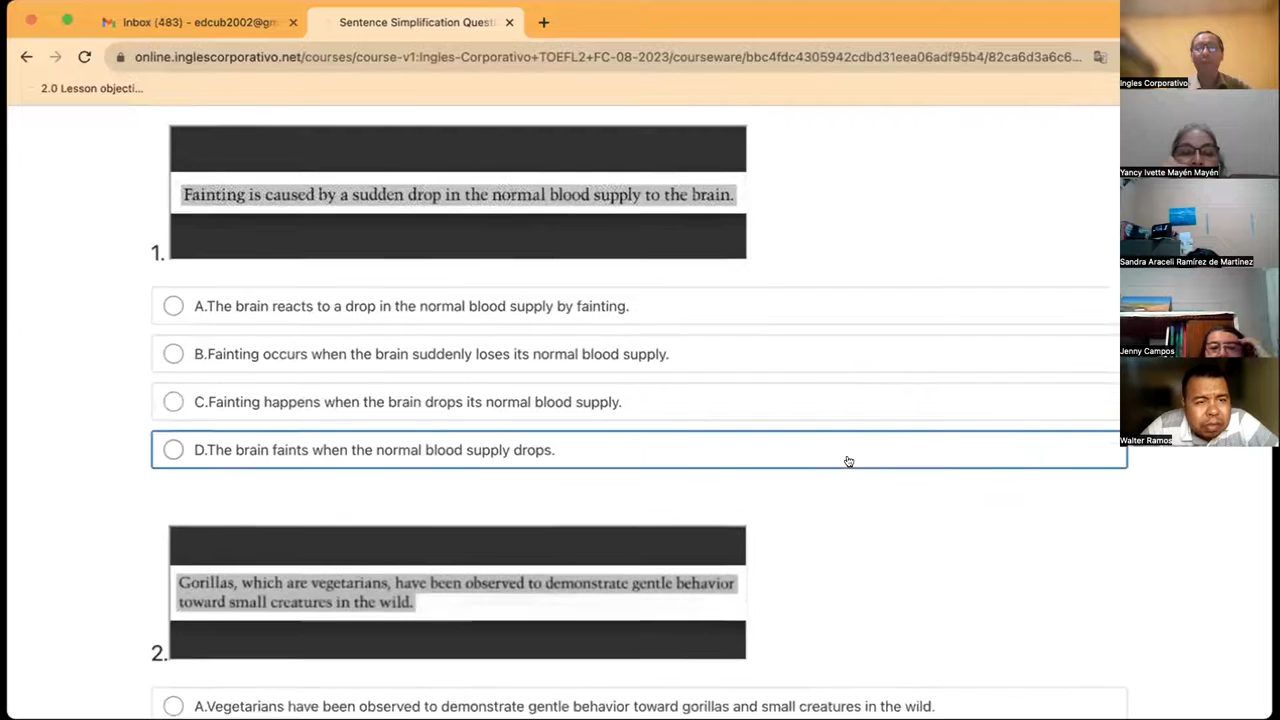 Inbox (483) - edcub2002@gm
Sentence Simplification Questi
online.inglescorporativo.net/courses/course-v1:Ingles-Corporativo+TOEFL2+FC-08-2023/courseware/bbc4fdc4305942cdbd31eea06adf95b4/82ca6d3a6c6...
2.0 Lesson objecti...
Ingles Corporativo
Yancy Ivette Mayén Mayén
Sandra Araceli Ramírez de Martinez
Jenny Campos
Walter Ramos
Fainting is caused by a sudden drop in the normal blood supply to the brain.
1.
A.The brain reacts to a drop in the normal blood supply by fainting.
B.Fainting occurs when the brain suddenly loses its normal blood supply.
C.Fainting happens when the brain drops its normal blood supply.
D.The brain faints when the normal blood supply drops.
Gorillas, which are vegetarians, have been observed to demonstrate gentle behavior
toward small creatures in the wild.
2.
A.Vegetarians have been observed to demonstrate gentle behavior toward gorillas and small creatures in the wild.